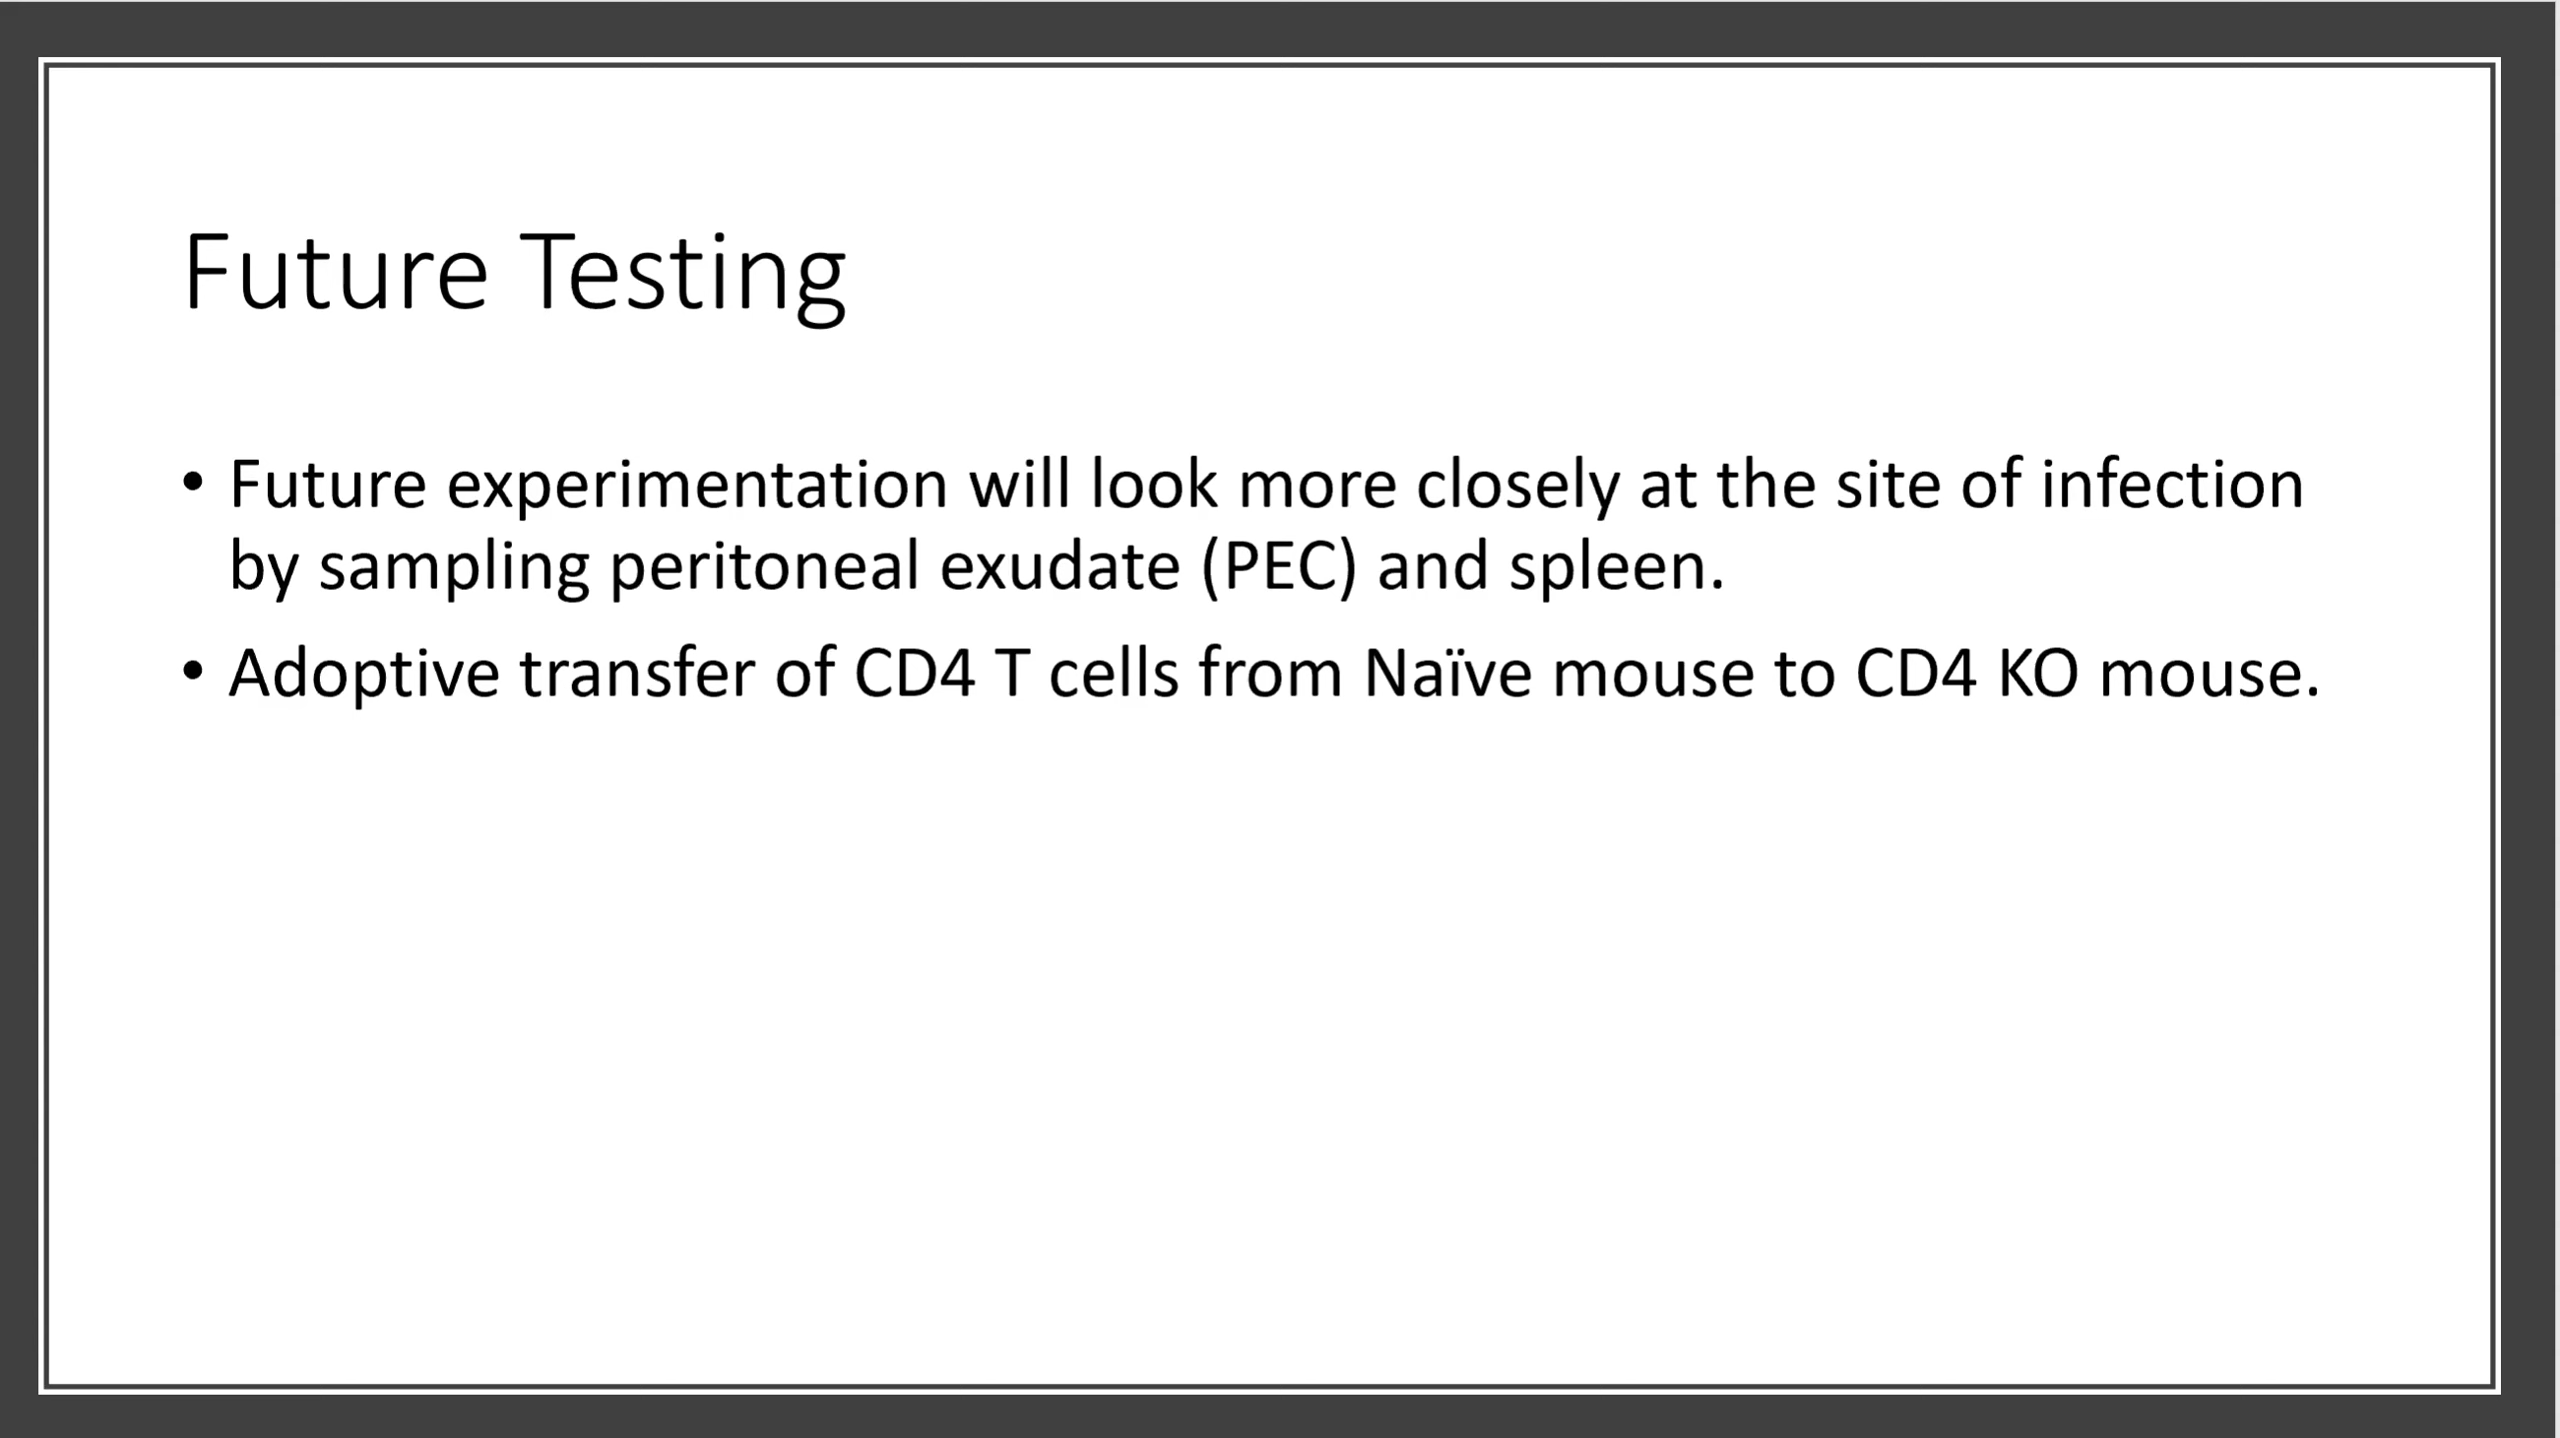 Future Testing
• Future experimentation will look more closely at the site of infection
by sampling peritoneal exudate (PEC) and spleen.
• Adoptive transfer of CD4 T cells from Naïve mouse to CD4 KO mouse.